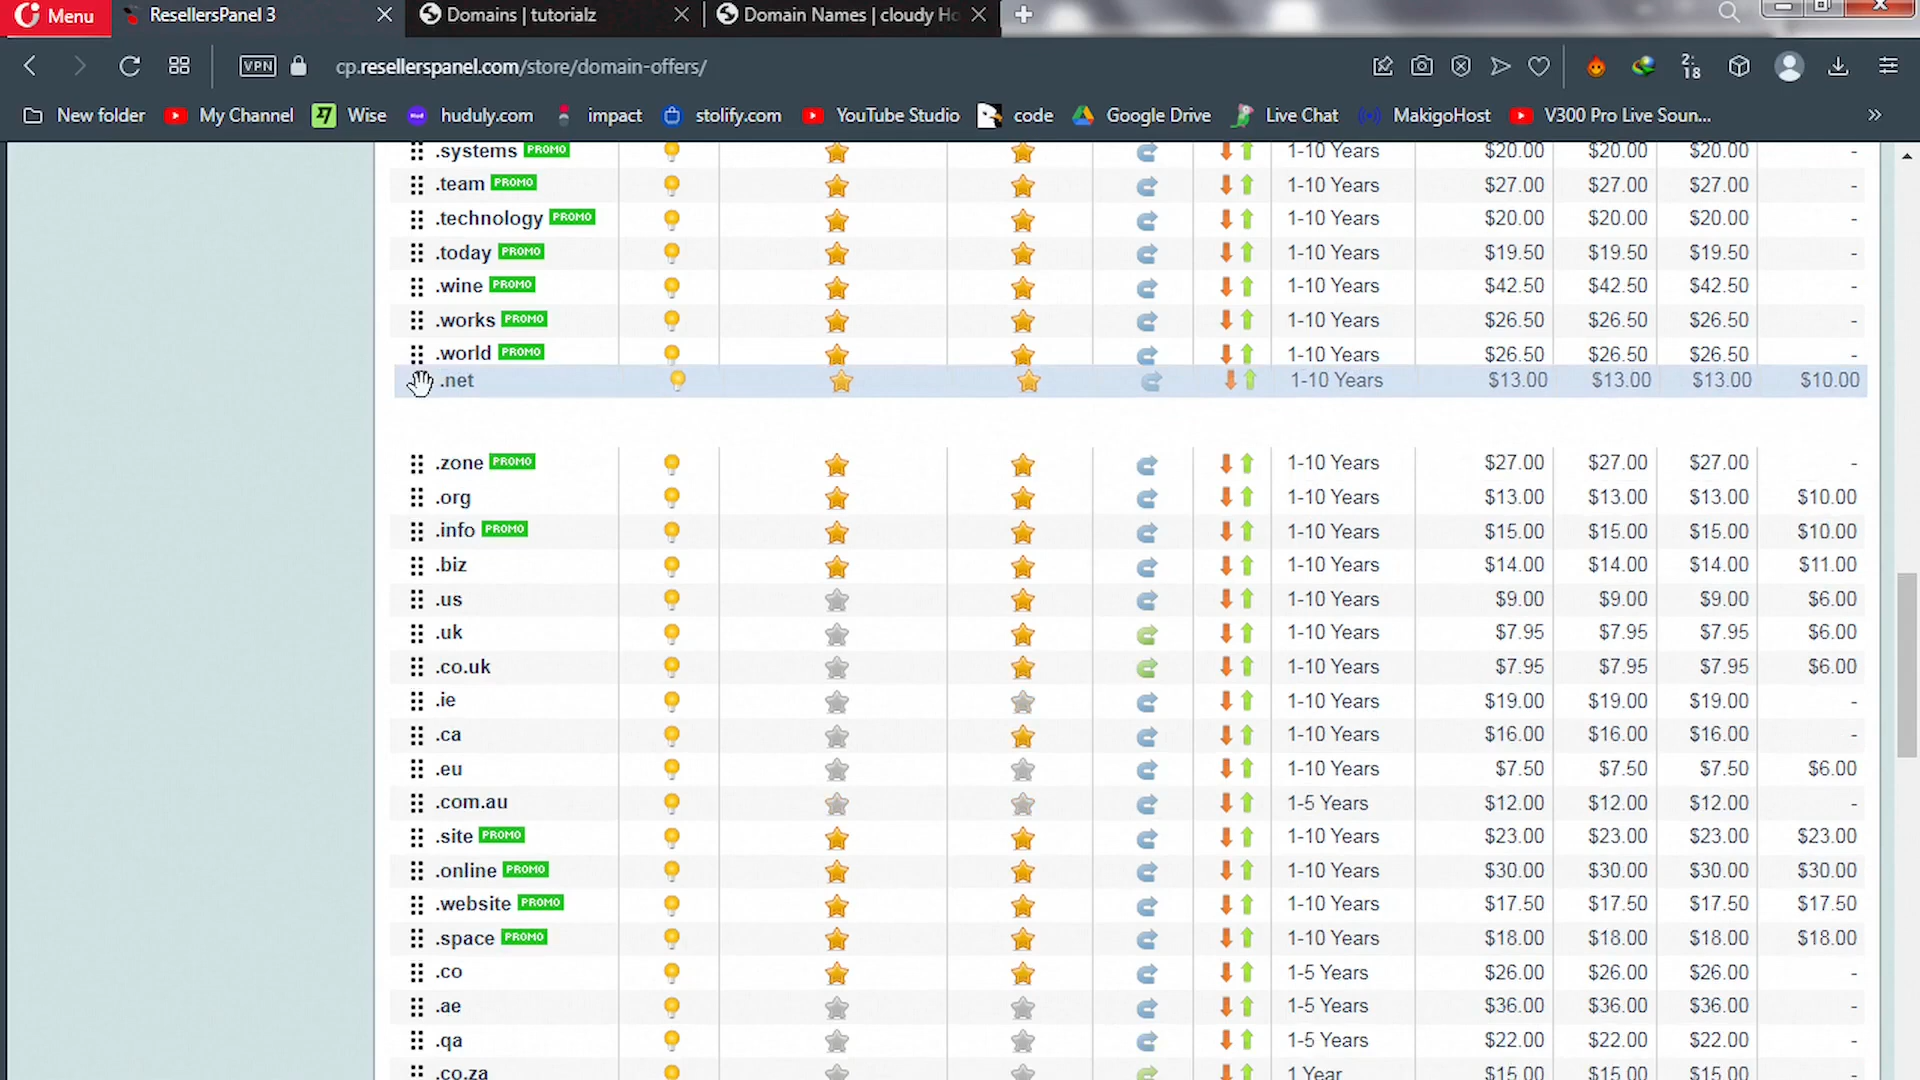 Menu ResellersPanel 3 Domains | tutorialz Domain Names | cloudy Ho
VPN cp.resellerspanel.com/store/domain-offers/ 2: 18
New folder My Channel Wise huduly.com impact stolify.com YouTube Studio code Google Drive Live Chat MakigoHost V300 Pro Live Soun...
.systems PROMO 1-10 Years $20.00 $20.00 $20.00 -
.team PROMO 1-10 Years $27.00 $27.00 $27.00 -
.technology PROMO 1-10 Years $20.00 $20.00 $20.00 -
.today PROMO 1-10 Years $19.50 $19.50 $19.50 -
.wine PROMO 1-10 Years $42.50 $42.50 $42.50 -
.works PROMO 1-10 Years $26.50 $26.50 $26.50 -
.world PROMO 1-10 Years $26.50 $26.50 $26.50 -
.net 1-10 Years $13.00 $13.00 $13.00 $10.00
.zone PROMO 1-10 Years $27.00 $27.00 $27.00 -
.org 1-10 Years $13.00 $13.00 $13.00 $10.00
.info PROMO 1-10 Years $15.00 $15.00 $15.00 $10.00
.biz 1-10 Years $14.00 $14.00 $14.00 $11.00
.us 1-10 Years $9.00 $9.00 $9.00 $6.00
.uk 1-10 Years $7.95 $7.95 $7.95 $6.00
.co.uk 1-10 Years $7.95 $7.95 $7.95 $6.00
.ie 1-10 Years $19.00 $19.00 $19.00 -
.ca 1-10 Years $16.00 $16.00 $16.00 -
.eu 1-10 Years $7.50 $7.50 $7.50 $6.00
.com.au 1-5 Years $12.00 $12.00 $12.00 -
.site PROMO 1-10 Years $23.00 $23.00 $23.00 $23.00
.online PROMO 1-10 Years $30.00 $30.00 $30.00 $30.00
.website PROMO 1-10 Years $17.50 $17.50 $17.50 $17.50
.space PROMO 1-10 Years $18.00 $18.00 $18.00 $18.00
.co 1-5 Years $26.00 $26.00 $26.00 -
.ae 1-5 Years $36.00 $36.00 $36.00 -
.qa 1-5 Years $22.00 $22.00 $22.00 -
.co.za 1 Year $15.00 $15.00 $15.00 -